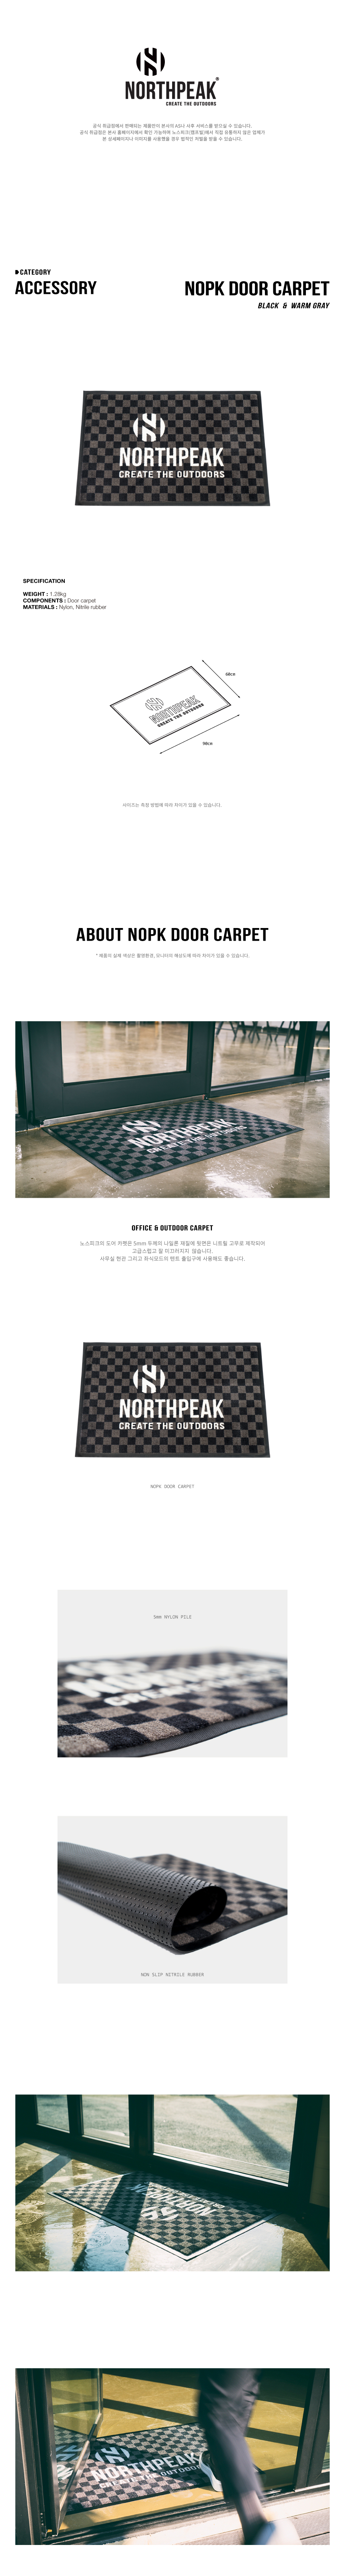 NORTHPEAK®
CREATE THE OUTDOORS
공식 취급점에서 판매되는 제품만이 본사의 AS나 사후 서비스를 받으실 수 있습니다.
공식 취급점은 본사 홈페이지에서 확인 가능하며 노스피크(캠프빌)에서 직접 유통하지 않은 업체가
본 상세페이지나 이미지를 사용했을 경우 법적인 처벌을 받을 수 있습니다.
CATEGORY
ACCESSORY
NOPK DOOR CARPET
BLACK & WARM GRAY
NORTHPEAK
CREATE THE OUTDOORS
SPECIFICATION
WEIGHT : 1.28kg
COMPONENTS : Door carpet
MATERIALS : Nylon, Nitrile rubber
60cm
NORTHPEAK
CREATE THE OUTDOORS
90cm
사이즈는 측정 방법에 따라 차이가 있을 수 있습니다.
ABOUT NOPK DOOR CARPET
* 제품의 실제 색상은 촬영환경, 모니터의 해상도에 따라 차이가 있을 수 있습니다.
NORTHPEAK
CREATE THE OUTDOORS
OFFICE & OUTDOOR CARPET
노스피크의 도어 카펫은 5mm 두께의 나일론 재질에 뒷면은 니트릴 고무로 제작되어
고급스럽고 잘 미끄러지지 않습니다.
사무실 현관 그리고 좌식모드의 텐트 출입구에 사용해도 좋습니다.
NORTHPEAK
CREATE THE OUTDOORS
NOPK DOOR CARPET
5mm NYLON PILE
NON SLIP NITRILE RUBBER
NORTHPEAK
NORTHPEAK
CREATE THE OUTDOORS